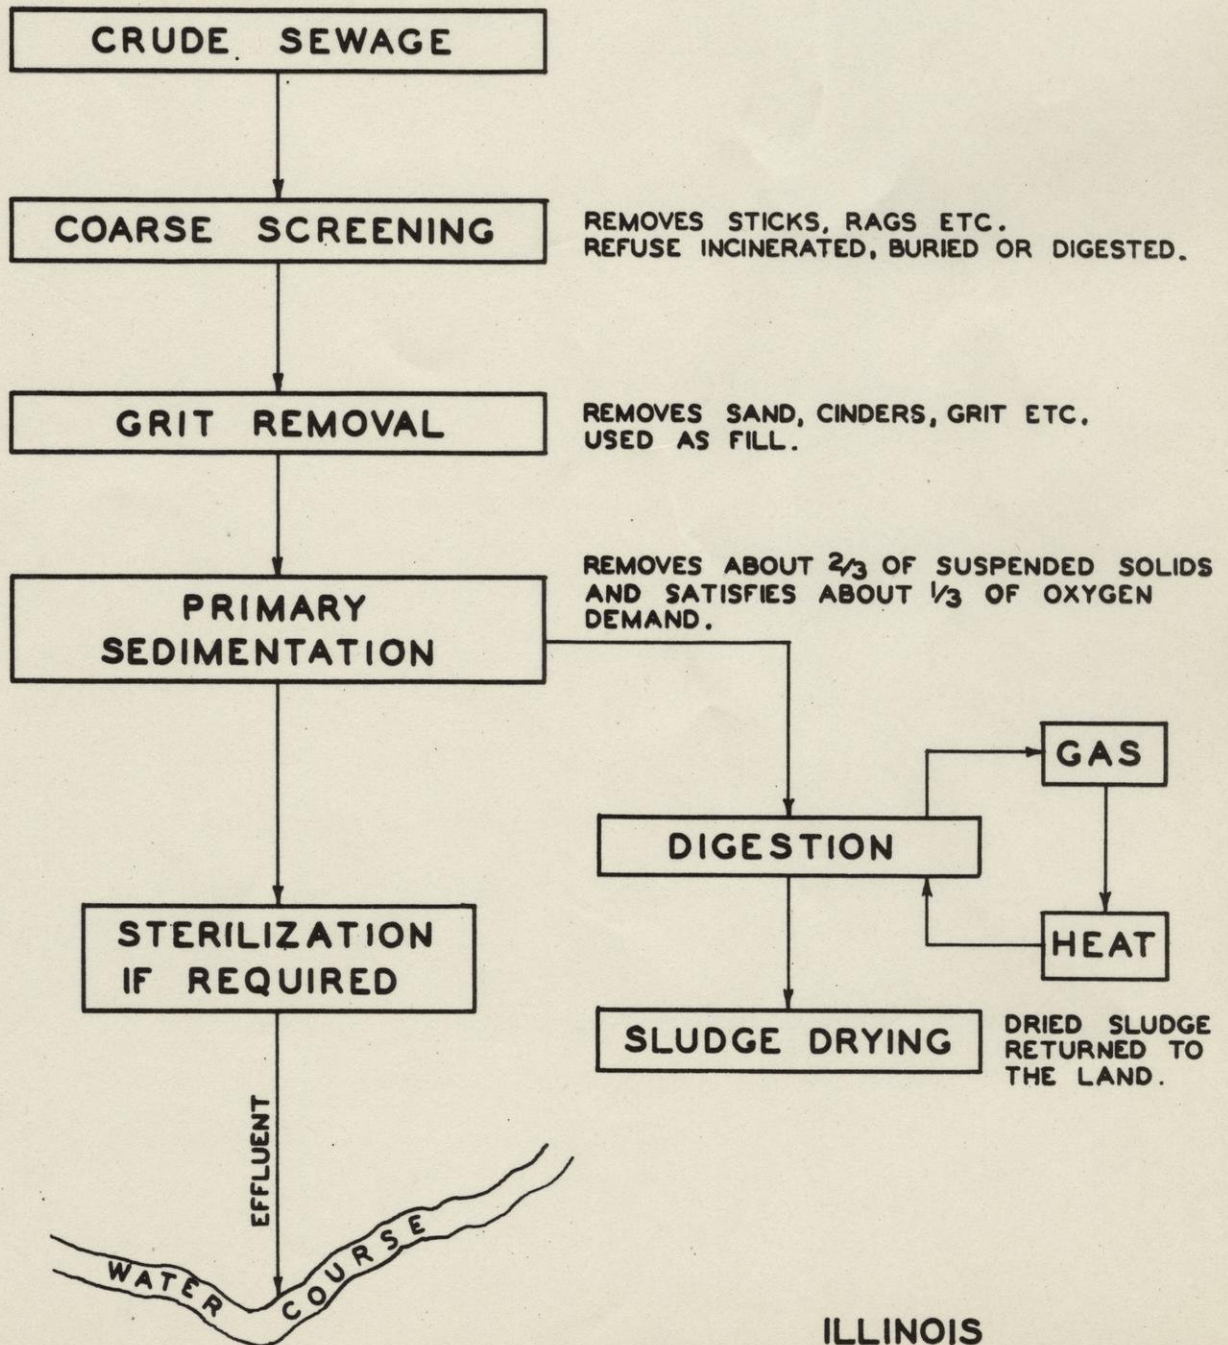 CRUDE SEWAGE
COARSE SCREENING
REMOVES STICKS, RAGS ETC.
REFUSE INCINERATED, BURIED OR DIGESTED.
GRIT REMOVAL
REMOVES SAND, CINDERS, GRIT ETC.
USED AS FILL.
PRIMARY
SEDIMENTATION
REMOVES ABOUT 2/3 OF SUSPENDED SOLIDS
AND SATISFIES ABOUT 1/3 OF OXYGEN
DEMAND.
GAS
DIGESTION
HEAT
STERILIZATION
IF REQUIRED
SLUDGE DRYING
DRIED SLUDGE
RETURNED TO
THE LAND.
EFFLUENT
WATER COURSE
ILLINOIS